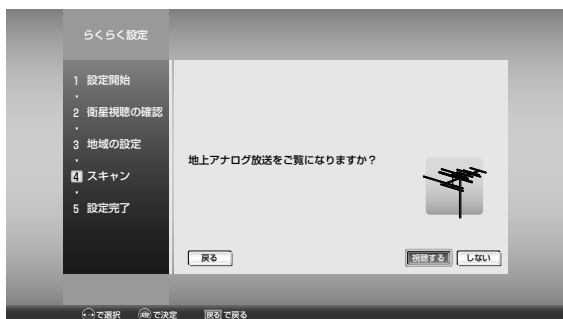 らくらく設定
1 設定開始
2 衛星視聴の確認
3 地域の設定
4 スキャン
5 設定完了
地上アナログ放送をご覧になりますか？
戻る 視聴する しない
で選択 決定 で決定 戻る で戻る